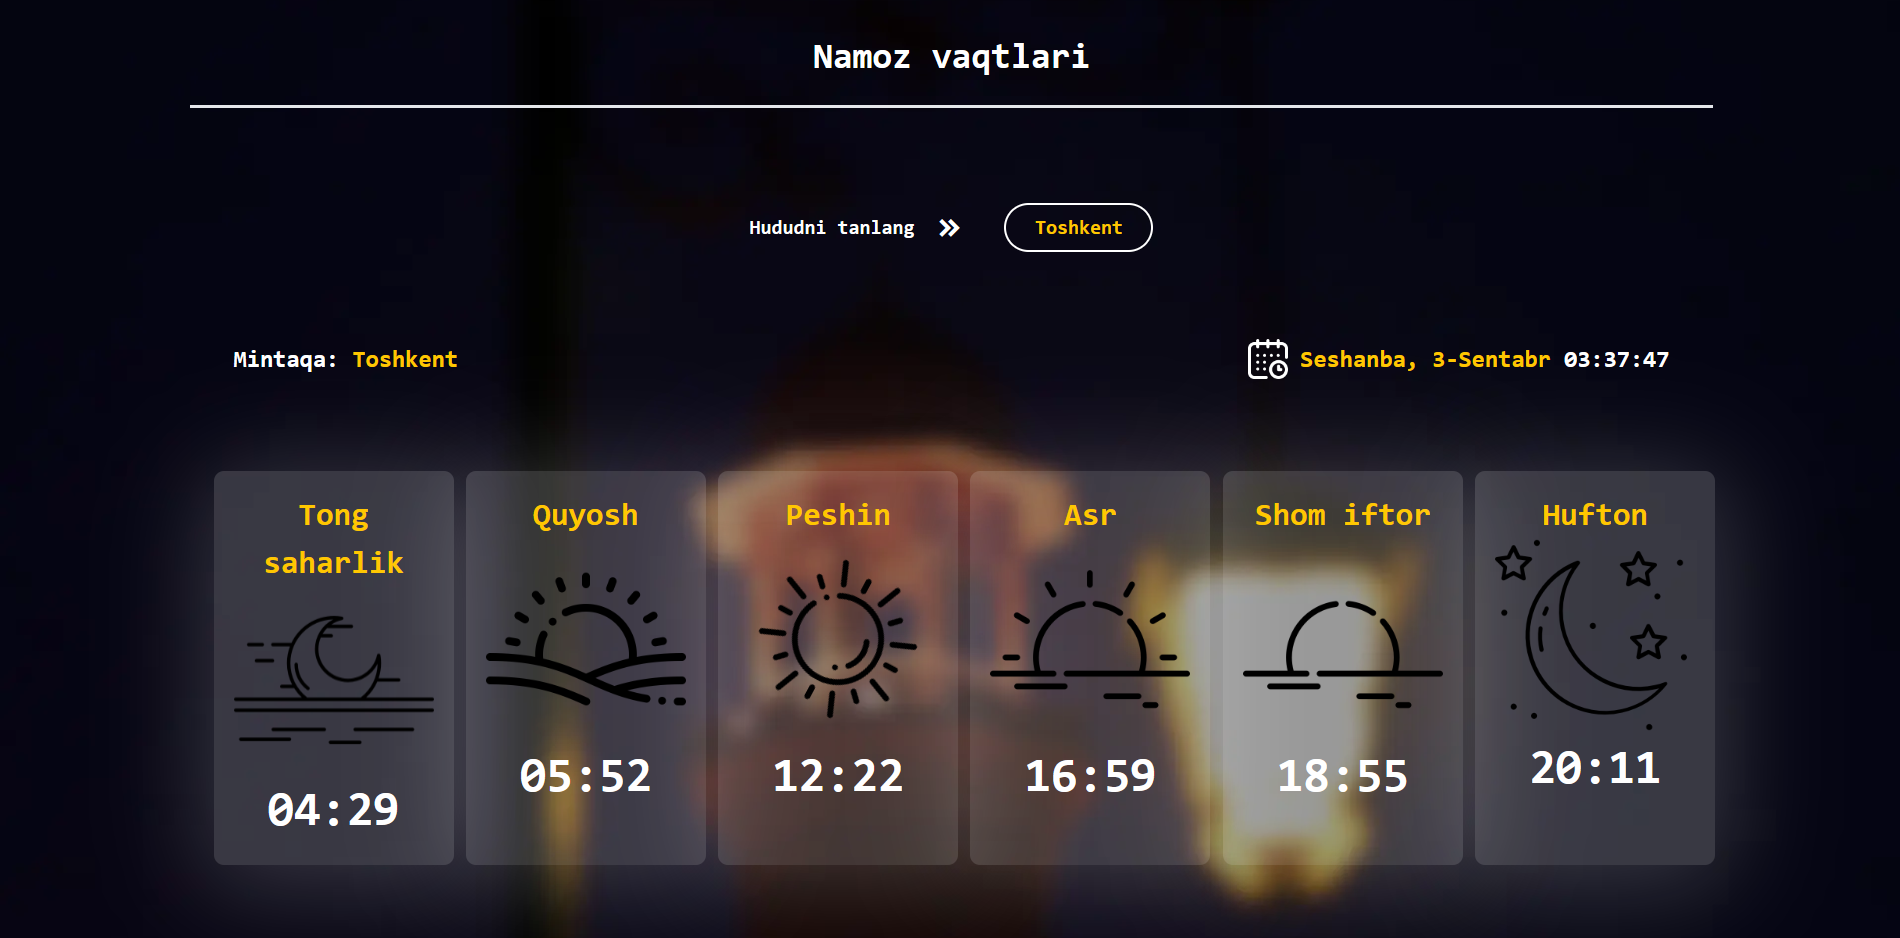 Namoz vaqtlari
Hududni tanlang » Toshkent
Mintaqa: Toshkent
Seshanba, 3-Sentabr 03:37:47
Tong
saharlik
04:29
Quyosh
05:52
Peshin
12:22
Asr
16:59
Shom iftor
18:55
Hufton
20:11